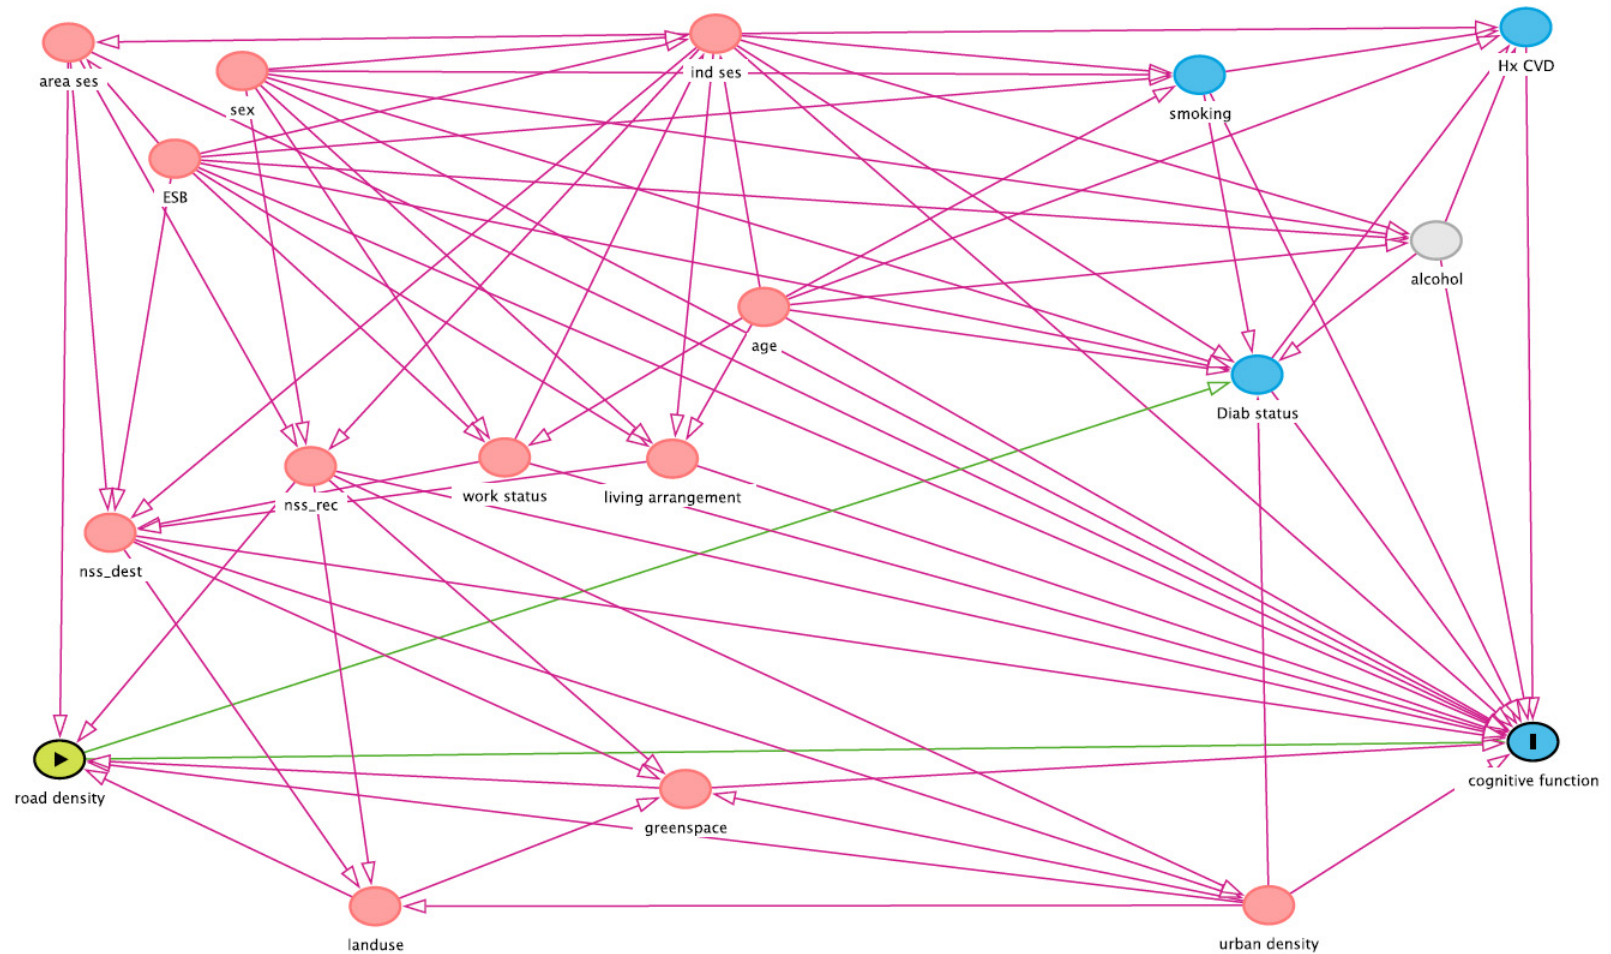 area ses
sex
ind ses
Hx CVD
smoking
ESB
alcohol
age
Diab status
nss_rec
work status
living arrangement
nss_dest
road density
cognitive function
greenspace
landuse
urban density